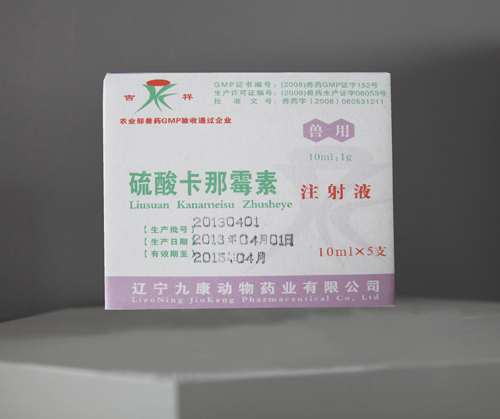 GMP证书编号：(2008)兽药GMP证字152号
生产许可证编号：(2008)兽药生产证字06053号
批 准 文 号：兽药字（2008）060531211
吉 祥
农业部兽药GMP验收通过企业
兽用
10ml:1g
硫酸卡那霉素 注射液
Liusuan Kanameisu Zhusheye
【生产批号】20130401
【生产日期】2013年04月01日
【有效期至】2015年04月
10ml×5支
辽宁九康动物药业有限公司
LiaoNing JiuKang Pharmaceutical Co, Ltd